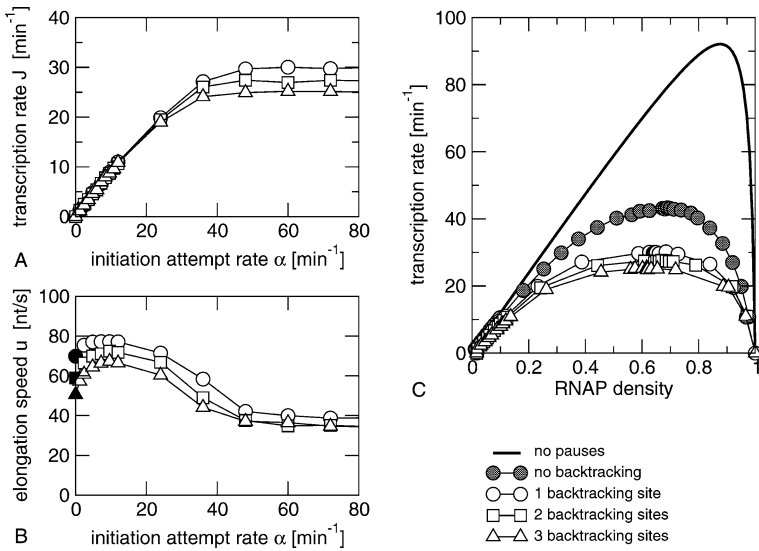 transcription rate J [min⁻¹]
40
30
20
10
0
0 20 40 60 80
A
initiation attempt rate α [min⁻¹]
elongation speed u [nt/s]
100
80
60
40
20
0
0 20 40 60 80
B
initiation attempt rate α [min⁻¹]
transcription rate [min⁻¹]
100
80
60
40
20
0
0 0.2 0.4 0.6 0.8 1
C
RNAP density
no pauses
no backtracking
1 backtracking site
2 backtracking sites
3 backtracking sites